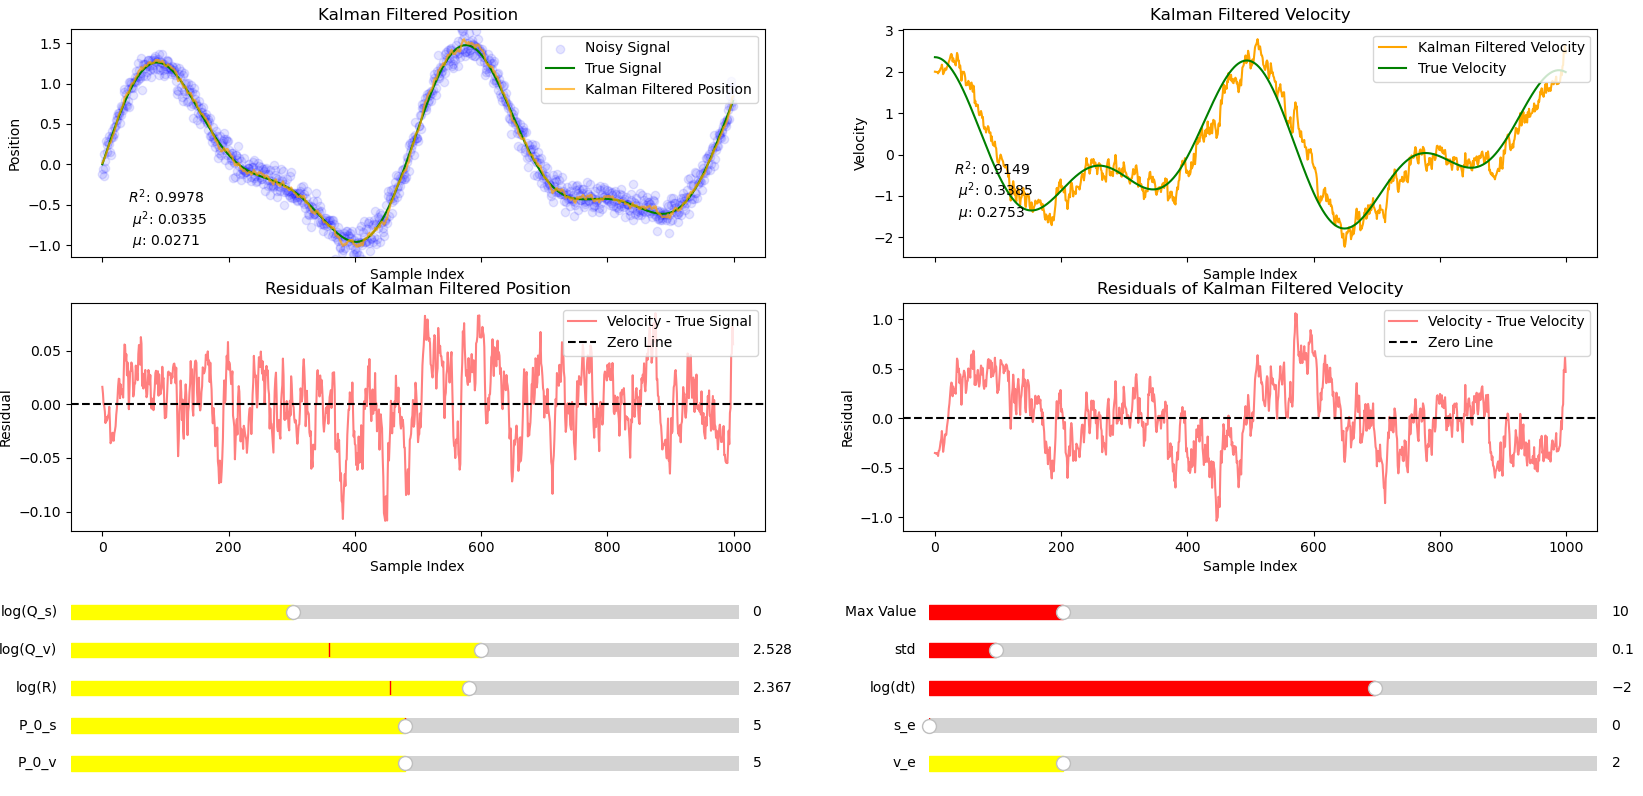 Kalman Filtered Position
Position
1.5
1.0
0.5
0.0
−0.5
−1.0
Noisy Signal
True Signal
Kalman Filtered Position
R²: 0.9978
μ²: 0.0335
μ: 0.0271
Sample Index
Kalman Filtered Velocity
Velocity
3
2
1
0
−1
−2
Kalman Filtered Velocity
True Velocity
R²: 0.9149
μ²: 0.3385
μ: 0.2753
Sample Index
Residuals of Kalman Filtered Position
Residual
0.05
0.00
−0.05
−0.10
Velocity - True Signal
Zero Line
0 200 400 600 800 1000
Sample Index
Residuals of Kalman Filtered Velocity
Residual
1.0
0.5
0.0
−0.5
−1.0
Velocity - True Velocity
Zero Line
0 200 400 600 800 1000
Sample Index
log(Q_s) 0
log(Q_v) 2.528
log(R) 2.367
P_0_s 5
P_0_v 5
Max Value 10
std 0.1
log(dt) −2
s_e 0
v_e 2